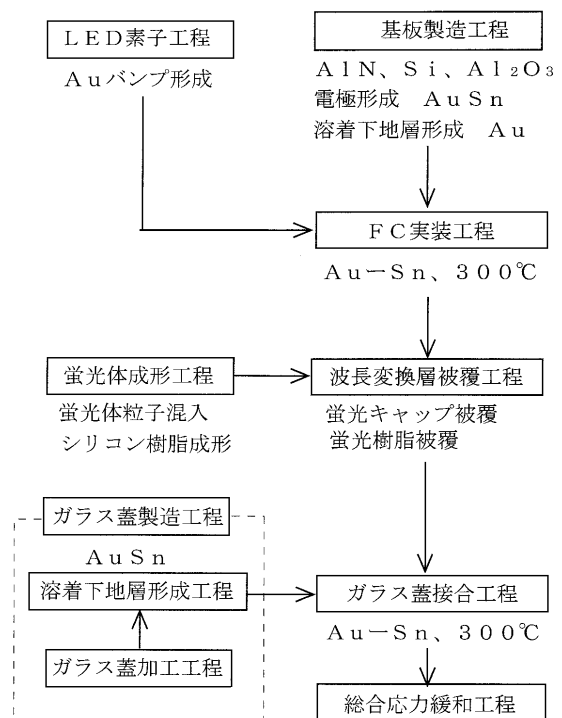 LED素子工程
Auバンプ形成
基板製造工程
AlN、Si、Al₂O₃
電極形成 AuSn
溶着下地層形成 Au
FC実装工程
Au−Sn、300℃
蛍光体成形工程
蛍光体粒子混入
シリコン樹脂成形
波長変換層被覆工程
蛍光キャップ被覆
蛍光樹脂被覆
ガラス蓋製造工程
AuSn
溶着下地層形成工程
ガラス蓋加工工程
ガラス蓋接合工程
Au−Sn、300℃
総合応力緩和工程